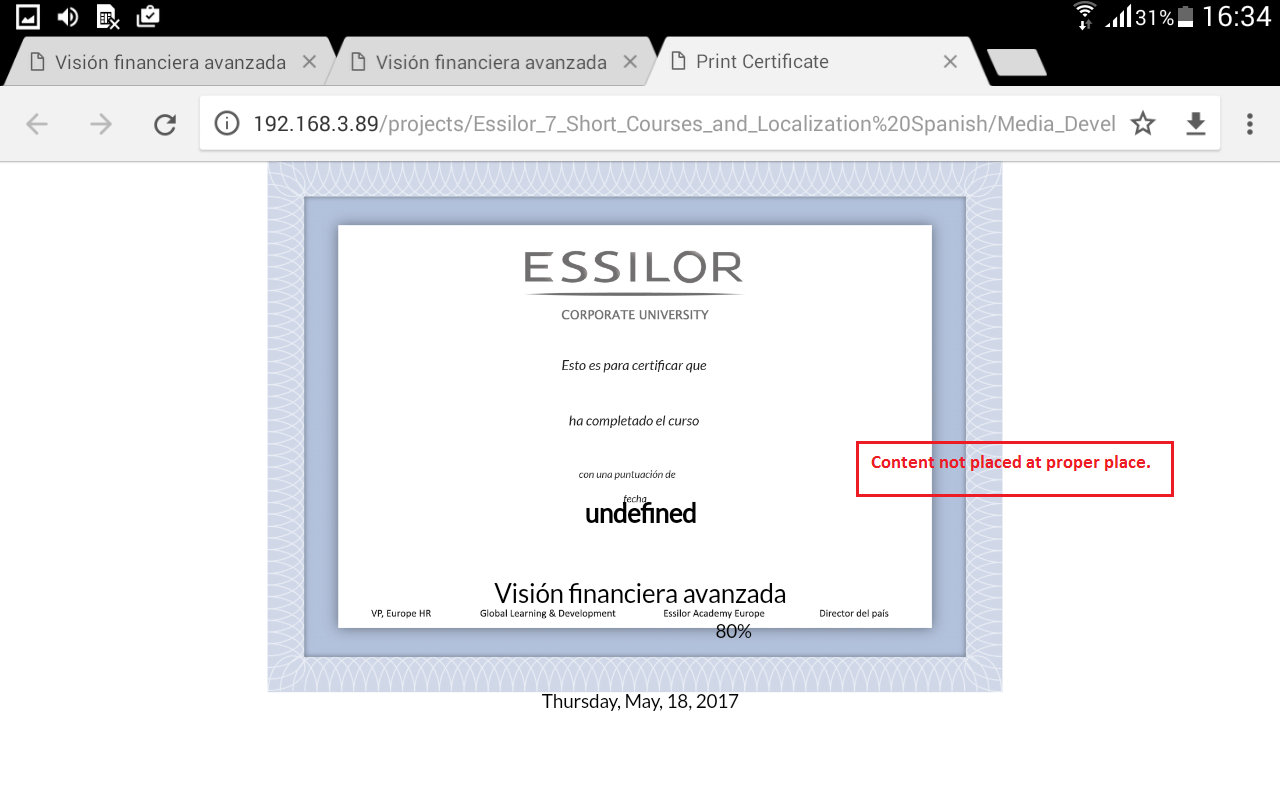 31% 16:34
Visión financiera avanzada Visión financiera avanzada Print Certificate
192.168.3.89/projects/Essilor_7_Short_Courses_and_Localization%20Spanish/Media_Devel
ESSILOR
CORPORATE UNIVERSITY
Esto es para certificar que
ha completado el curso
Content not placed at proper place.
con una puntuación de
fecha
undefined
Visión financiera avanzada
VP, Europe HR Global Learning & Development Essilor Academy Europe Director del país
80%
Thursday, May, 18, 2017